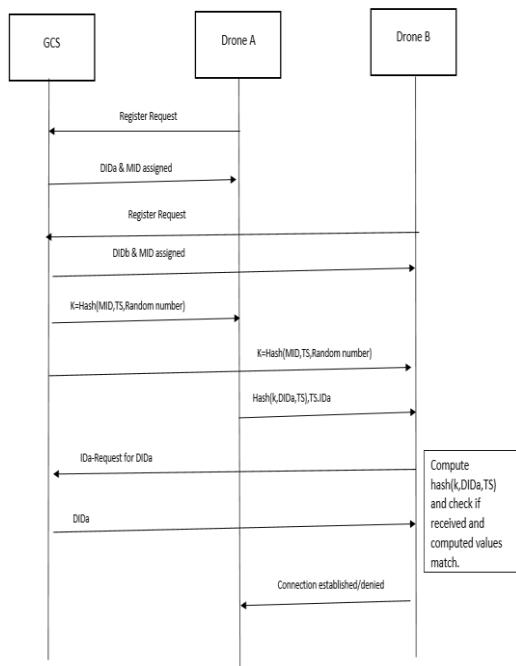 GCS
Drone A
Drone B
Register Request
DIDa & MID assigned
Register Request
DIDb & MID assigned
K=Hash(MID,TS,Random number)
K=Hash(MID,TS,Random number)
Hash(k,DIDa,TS),TS.IDa
IDa-Request for DIDa
Compute
hash(k,DIDa,TS)
and check if
received and
computed values
match.
DIDa
Connection established/denied